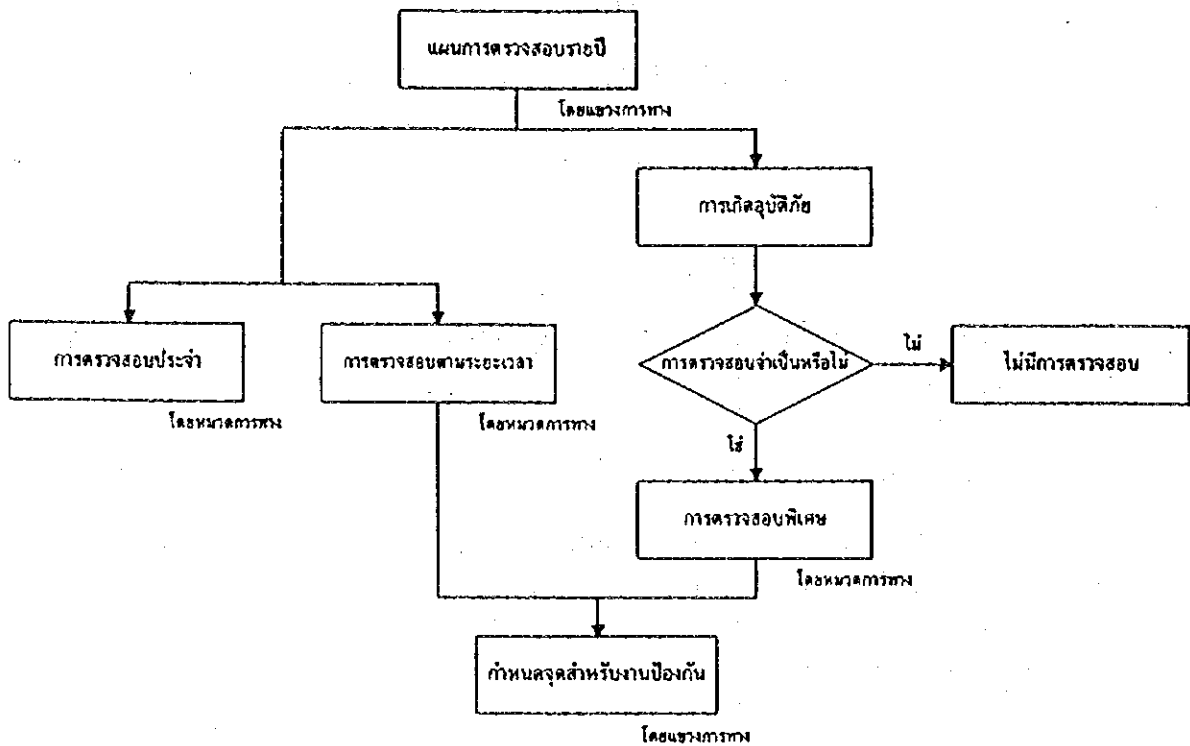 แผนการตรวจสอบรายปี
โดยแขวงการทาง
การเกิดอุบัติภัย
การตรวจสอบประจำ
การตรวจสอบตามระยะเวลา
การตรวจสอบจำเป็นหรือไม่
ไม่
ไม่มีการตรวจสอบ
โดยหมวดการทาง
โดยหมวดการทาง
ใช่
การตรวจสอบพิเศษ
โดยหมวดการทาง
กำหนดจุดสำหรับงานป้องกัน
โดยแขวงการทาง